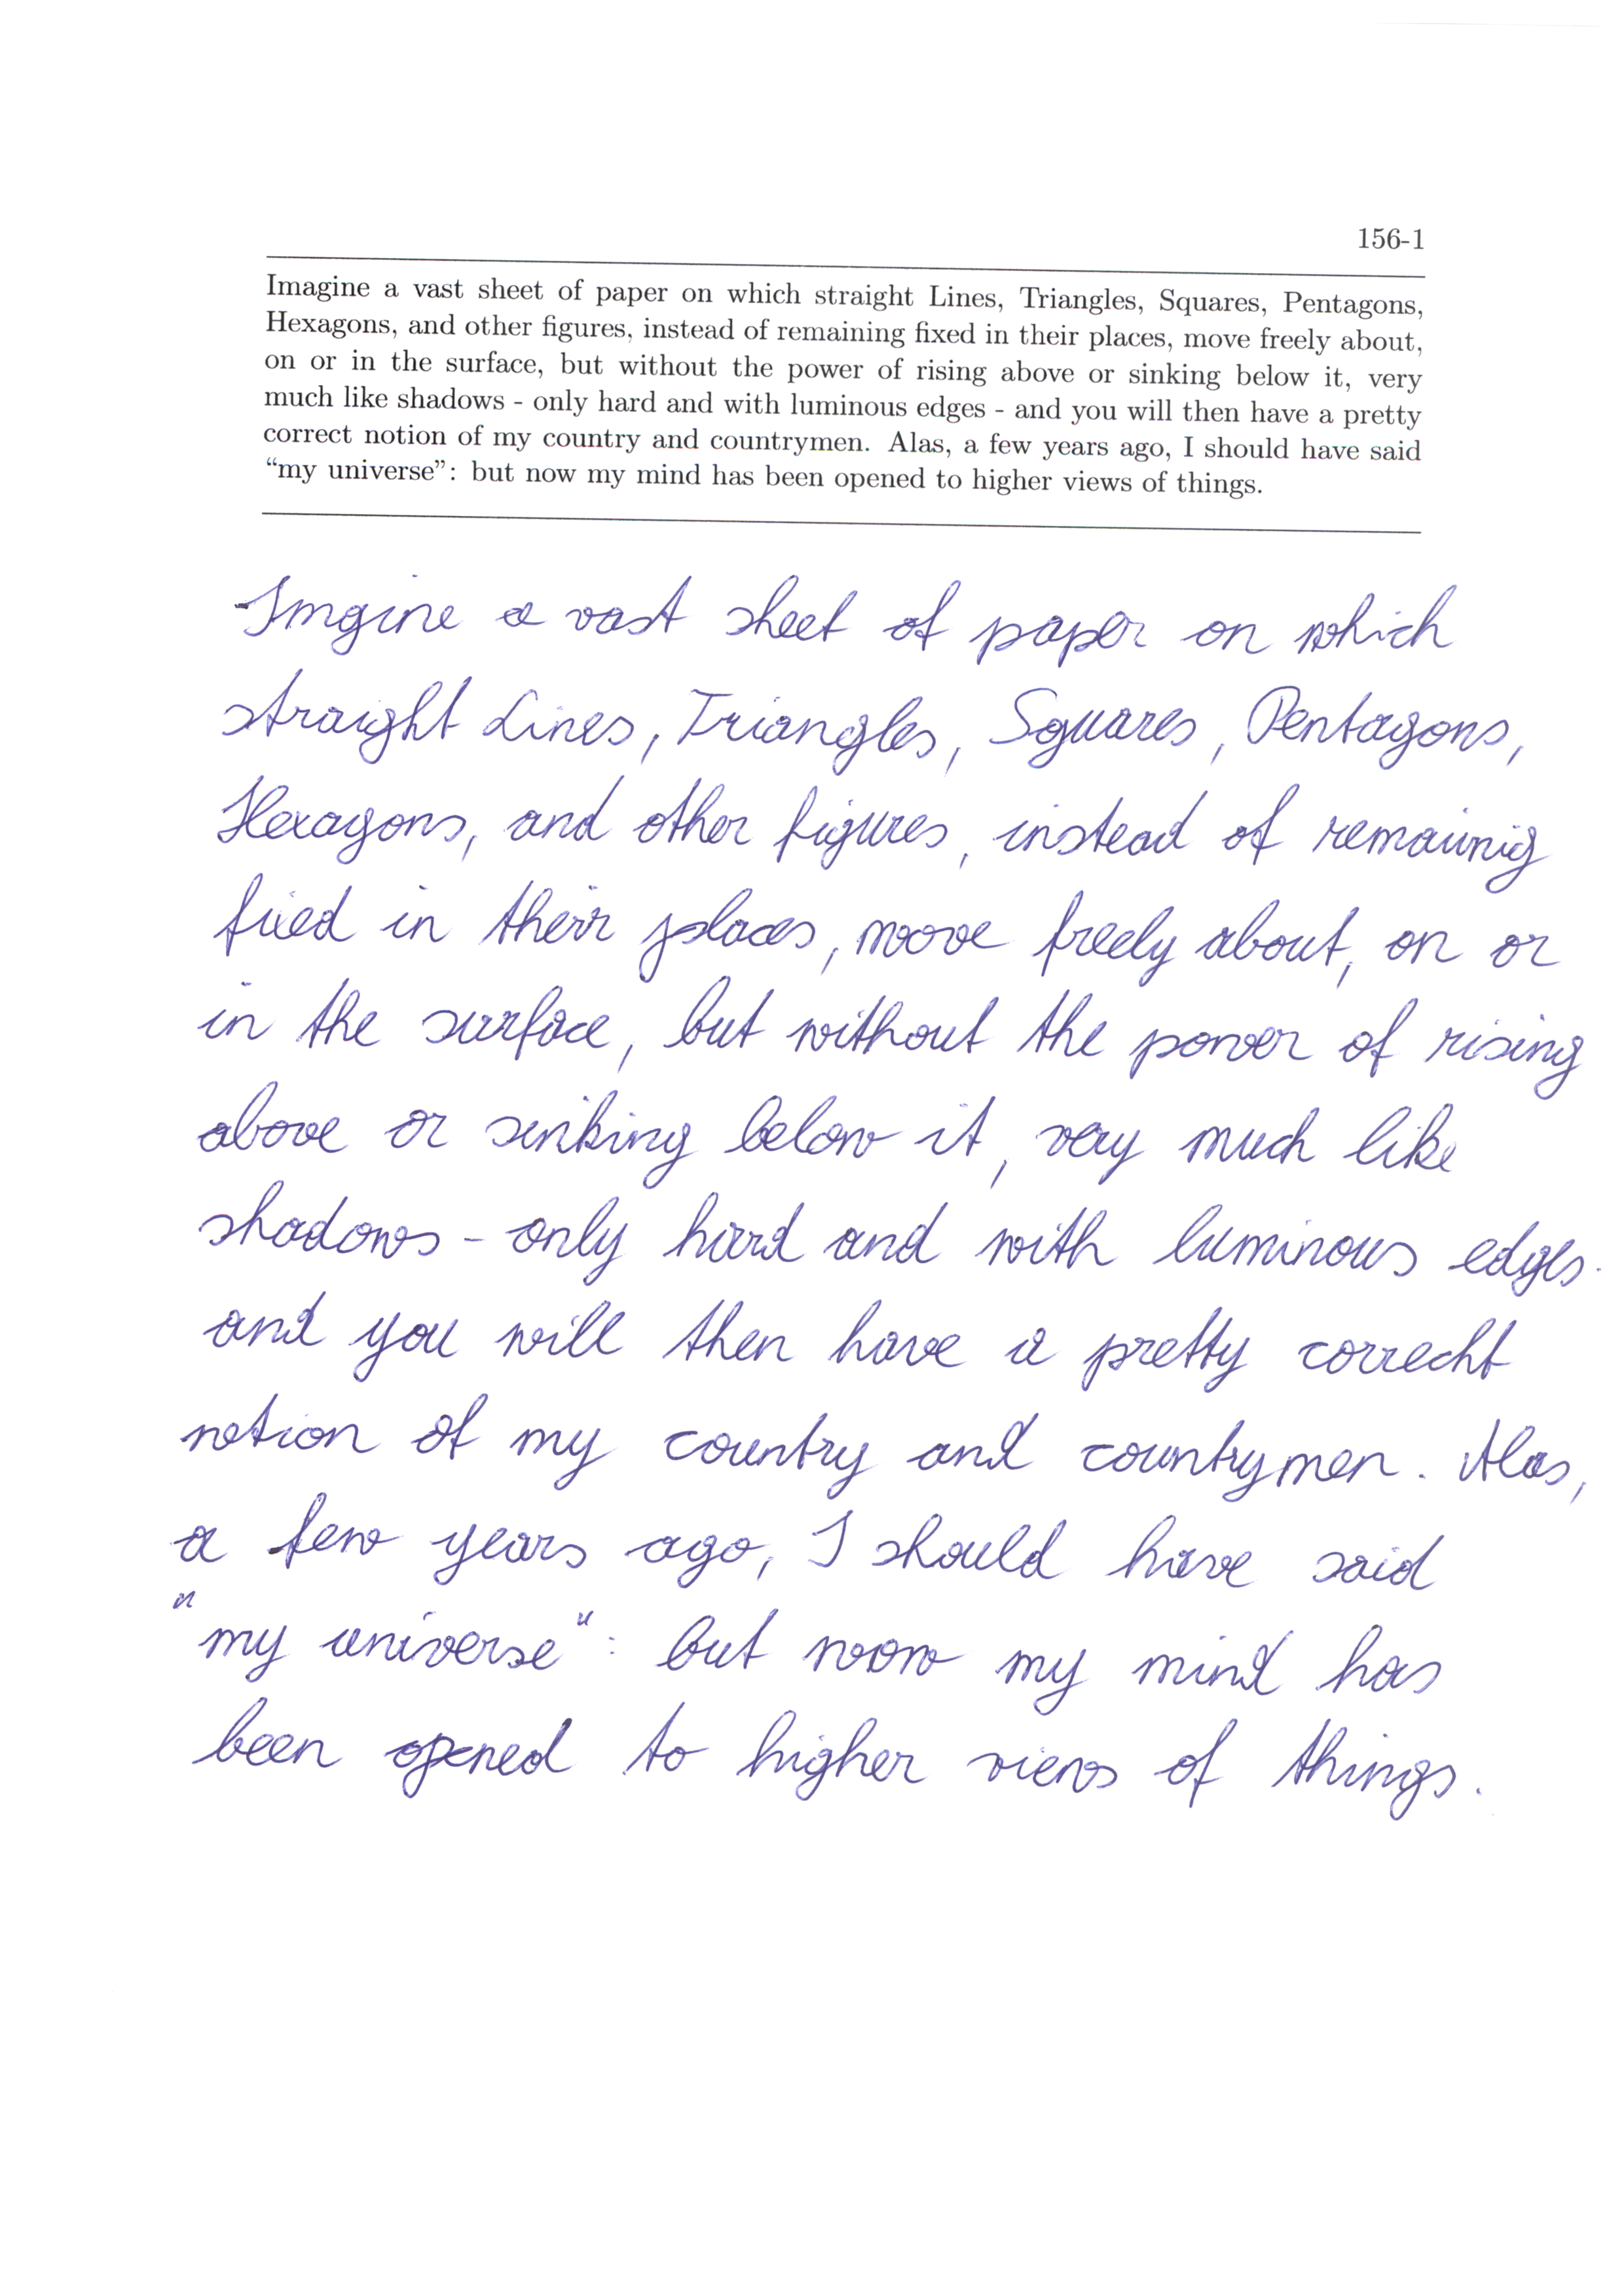 156-1
Imagine a vast sheet of paper on which straight Lines, Triangles, Squares, Pentagons,
Hexagons, and other figures, instead of remaining fixed in their places, move freely about,
on or in the surface, but without the power of rising above or sinking below it, very
much like shadows - only hard and with luminous edges - and you will then have a pretty
correct notion of my country and countrymen. Alas, a few years ago, I should have said
“my universe”: but now my mind has been opened to higher views of things.
Imgine a vast sheet of paper on which
straight Lines, Triangles, Squares, Pentagons,
Hexagons, and other figures, instead of remainnig
fixed in their places, move freely about, on or
in the surface, but without the power of rising
above or sinking below it, very much like
shadows - only hard and with luminous edges -
and you will then have a pretty correcht
notion of my country and countrymen. Alas,
a few years ago, I should have said
"my universe": but now my mind has
been opened to higher views of things.